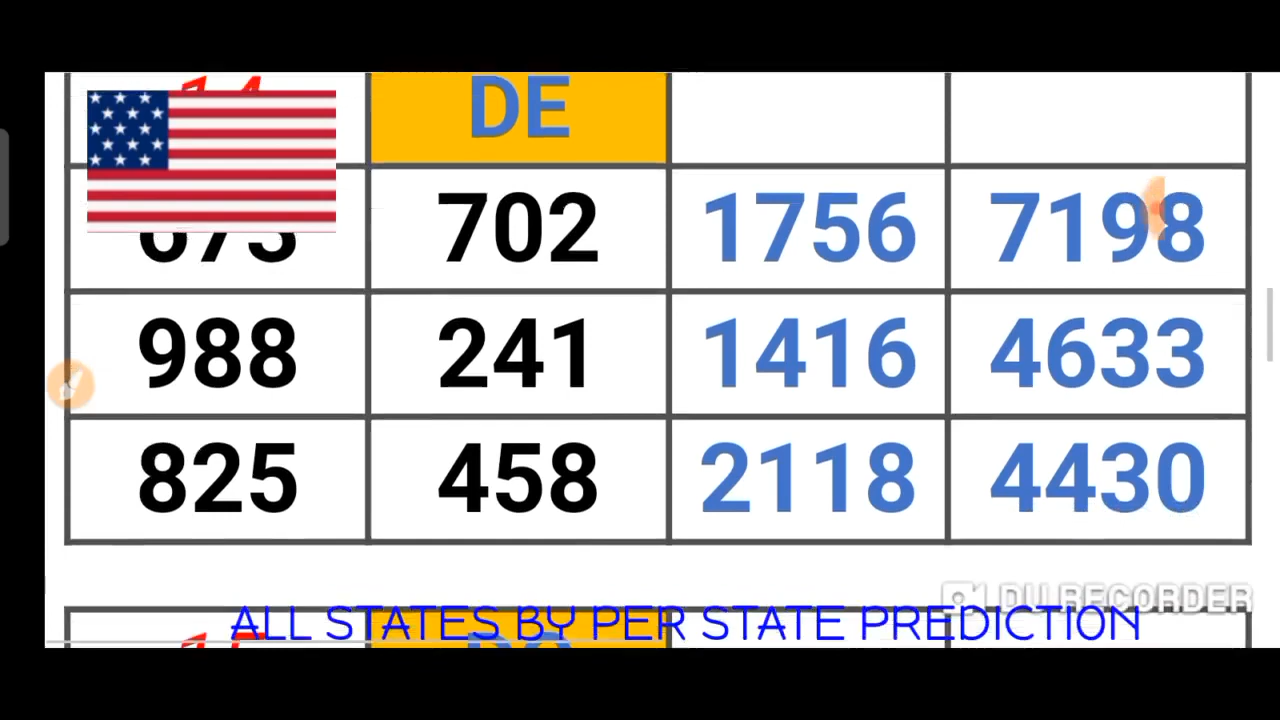 DE
702 1756 7198
988 241 1416 4633
825 458 2118 4430
DU RECORDER
ALL STATES BY PER STATE PREDICTION